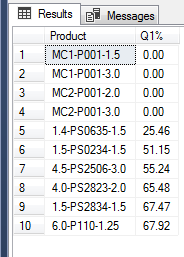 Results Messages
Product Q1%
1 MC1-P001-1.5 0.00
2 MC1-P001-3.0 0.00
3 MC2-P001-2.0 0.00
4 MC2-P001-3.0 0.00
5 1.4-PS0635-1.5 25.46
6 1.5-PS0234-1.5 51.15
7 4.5-PS2506-3.0 55.24
8 4.0-PS2823-2.0 65.48
9 1.5-PS2834-1.5 67.47
10 6.0-P110-1.25 67.92